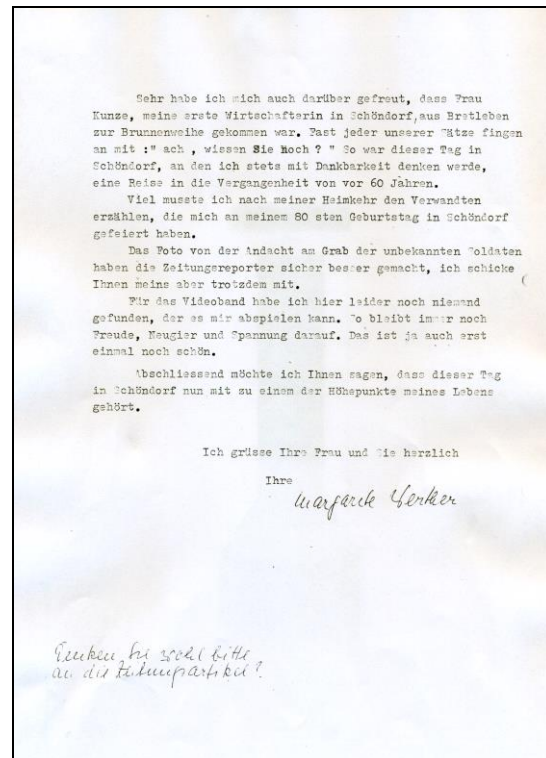 Sehr habe ich mich auch darüber gefreut, dass Frau
Kunze, meine erste Wirtschafterin in Schöndorf, aus Bretleben
zur Brunnenweihe gekommen war. Fast jeder unserer Sätze fingen
an mit :" ach , wissen Sie Noch ? " So war dieser Tag in
Schöndorf, an den ich stets mit Dankbarkeit denken werde,
eine Reise in die Vergangenheit von vor 60 Jahren.
Viel musste ich nach meiner Heimkehr den Verwandten
erzählen, die mich an meinem 80 sten Geburtstag in Schöndorf
gefeiert haben.
Das Foto von der Andacht am Grab der unbekannten Soldaten
haben die Zeitungsreporter sicher besser gemacht, ich schicke
Ihnen meins aber trotzdem mit.
Für das Videoband habe ich hier leider noch niemand
gefunden, der es mir abspielen kann. So bleibt immer noch
Freude, Neugier und Spannung darauf. Das ist ja auch erst
einmal noch schön.
Abschliessend möchte ich Ihnen sagen, dass dieser Tag
in Schöndorf nun mit zu einem der Höhepunkte meines Lebens
gehört.
Ich grüsse Ihre Frau und Sie herzlich
Ihre
Margarete
Denken Sie wohl bitte
an die Zeitungsartikel?